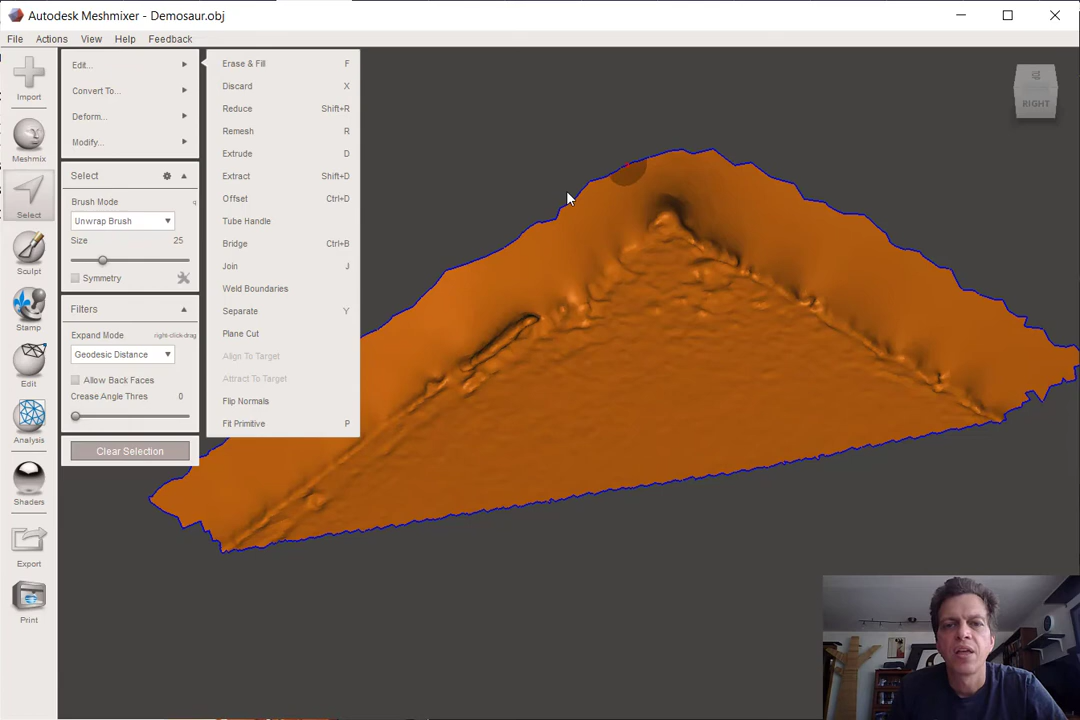 Autodesk Meshmixer - Demosaur.obj
File Actions View Help Feedback
Import
Meshmix
Select
Sculpt
Stamp
Edit
Analysis
Shaders
Export
Print
Edit...
Convert To...
Deform...
Modify...
Select
Brush Mode
Unwrap Brush
Size 25
Symmetry
Filters
Expand Mode right-click-drag
Geodesic Distance
Allow Back Faces
Crease Angle Thres 0
Clear Selection
Erase & Fill F
Discard X
Reduce Shift+R
Remesh R
Extrude D
Extract Shift+D
Offset Ctrl+D
Tube Handle
Bridge Ctrl+B
Join J
Weld Boundaries
Separate Y
Plane Cut
Align To Target
Attract To Target
Flip Normals
Fit Primitive P
RIGHT